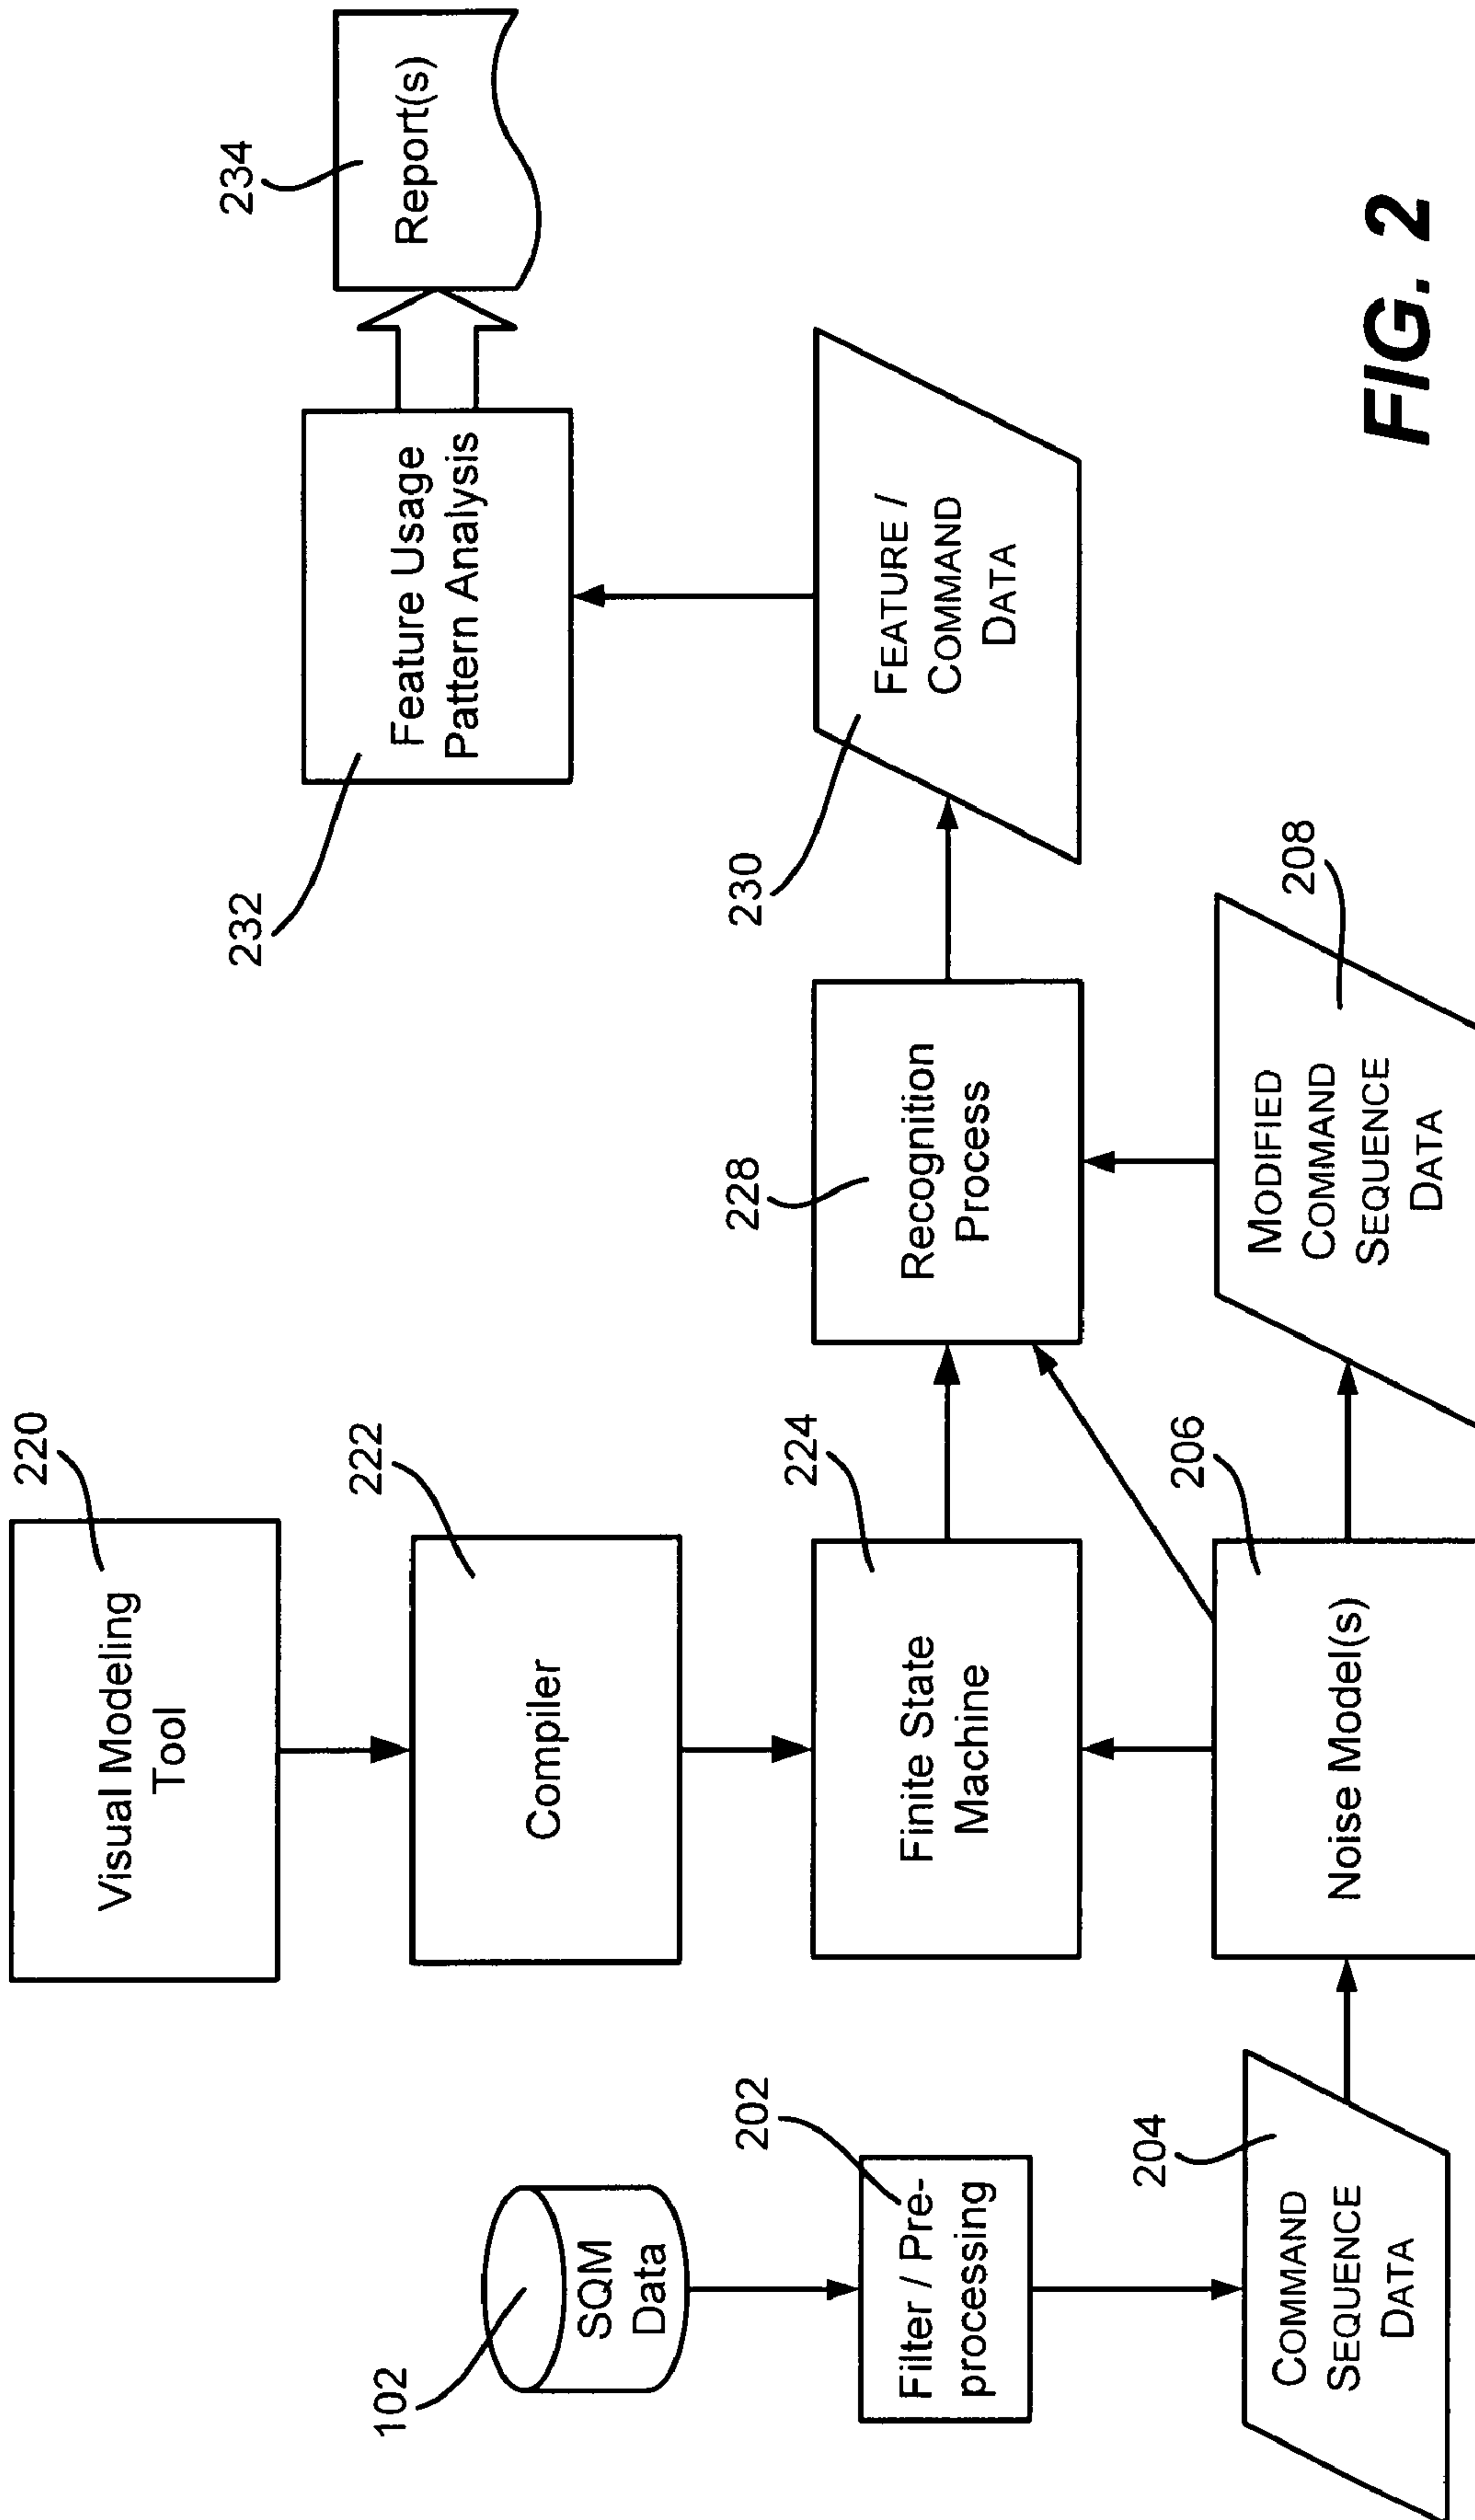 220
Visual Modeling
Tool
222
Compiler
224
Finite State
Machine
206
Noise Model(s)
102
SQM
Data
202
Filter / Pre-
processing
204
COMMAND
SEQUENCE
DATA
228
Recognition
Process
208
MODIFIED
COMMAND
SEQUENCE
DATA
230
FEATURE /
COMMAND
DATA
232
Feature Usage
Pattern Analysis
234
Report(s)
FIG. 2